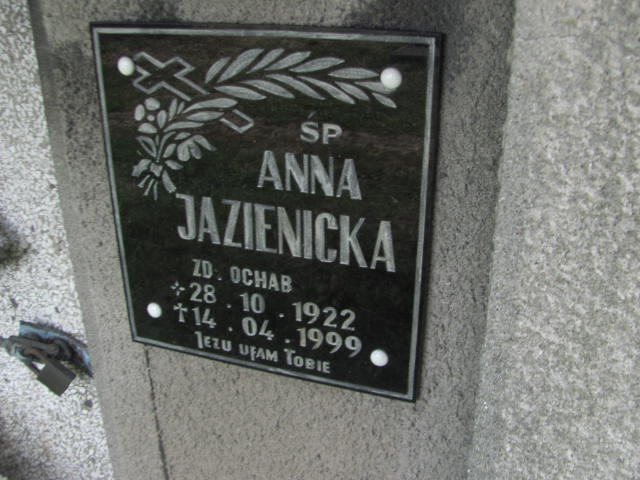 ŚP
ANNA
JAZIENICKA
ZD. OCHAB
28.10.1922
14.04.1999
JEZU UFAM TOBIE